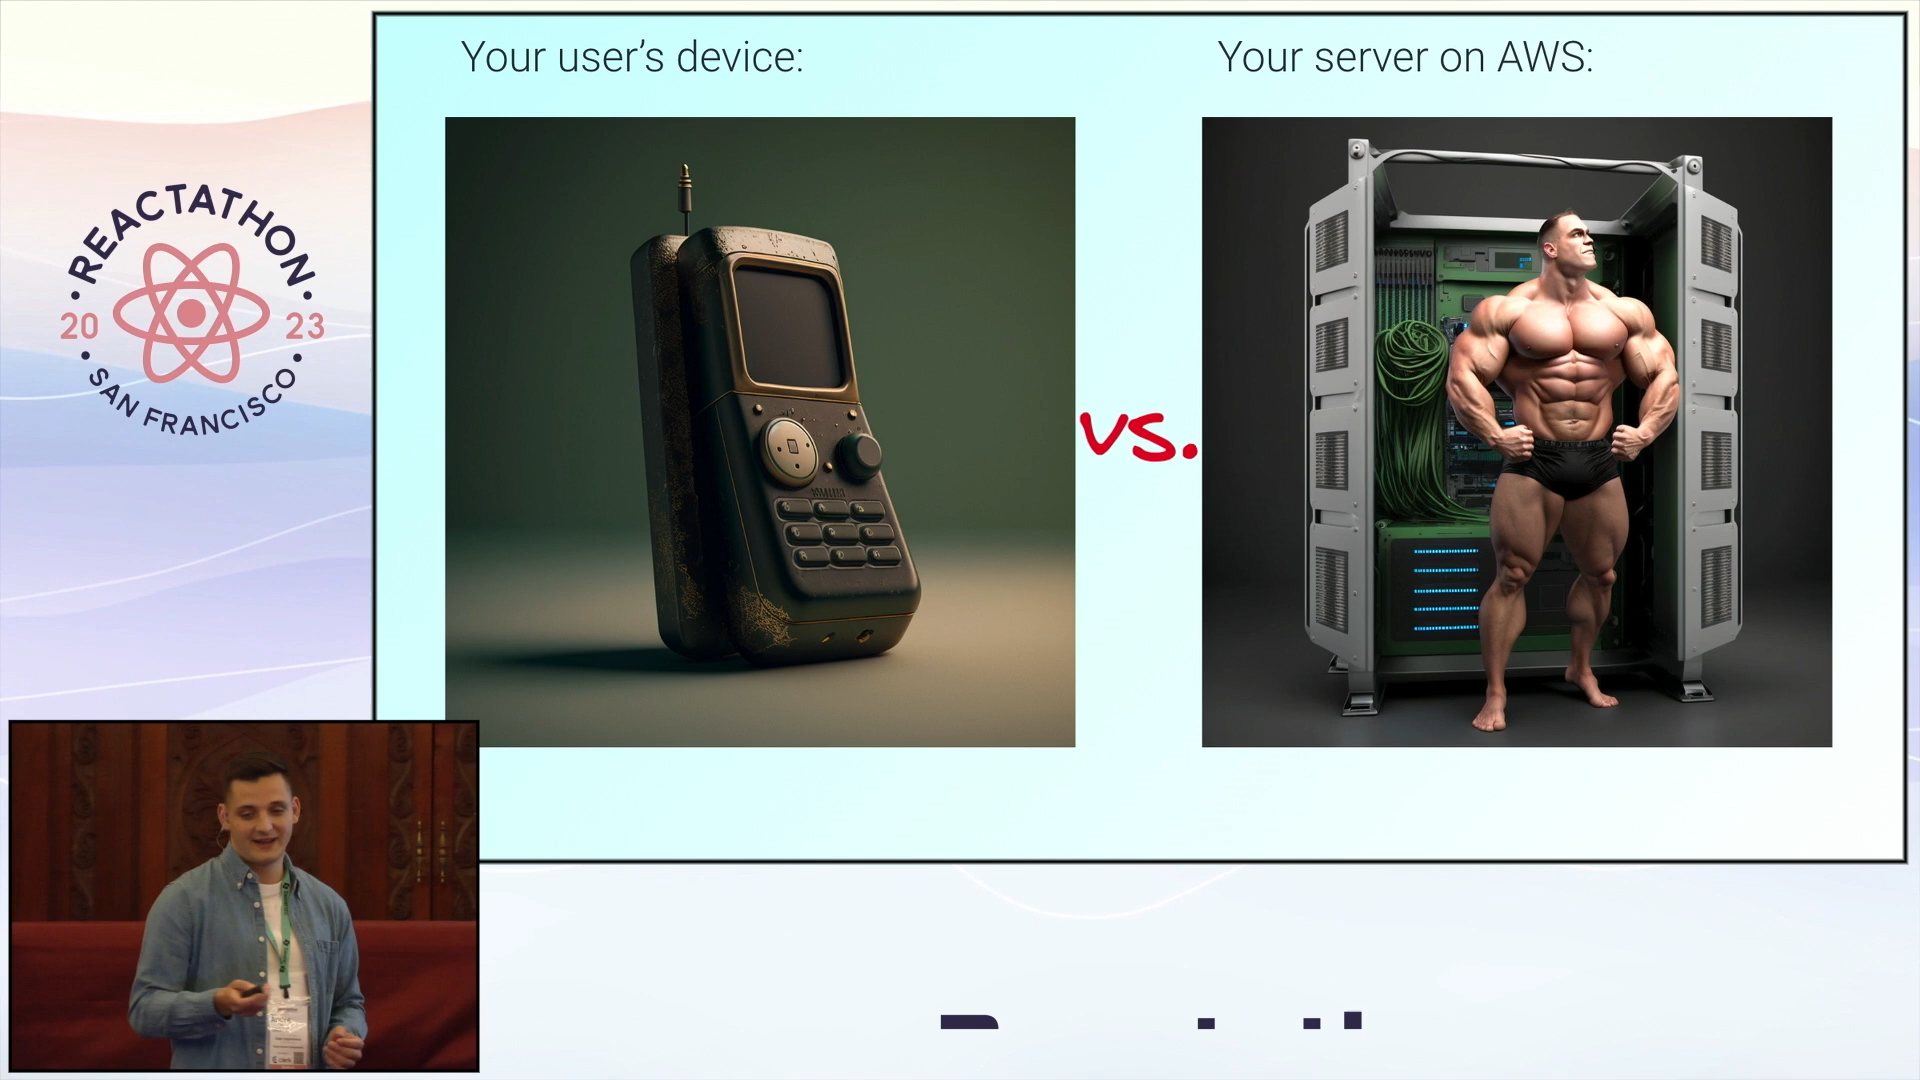 Your user's device:
Your server on AWS:
vs.
REACTATHON
20 23
SAN FRANCISCO